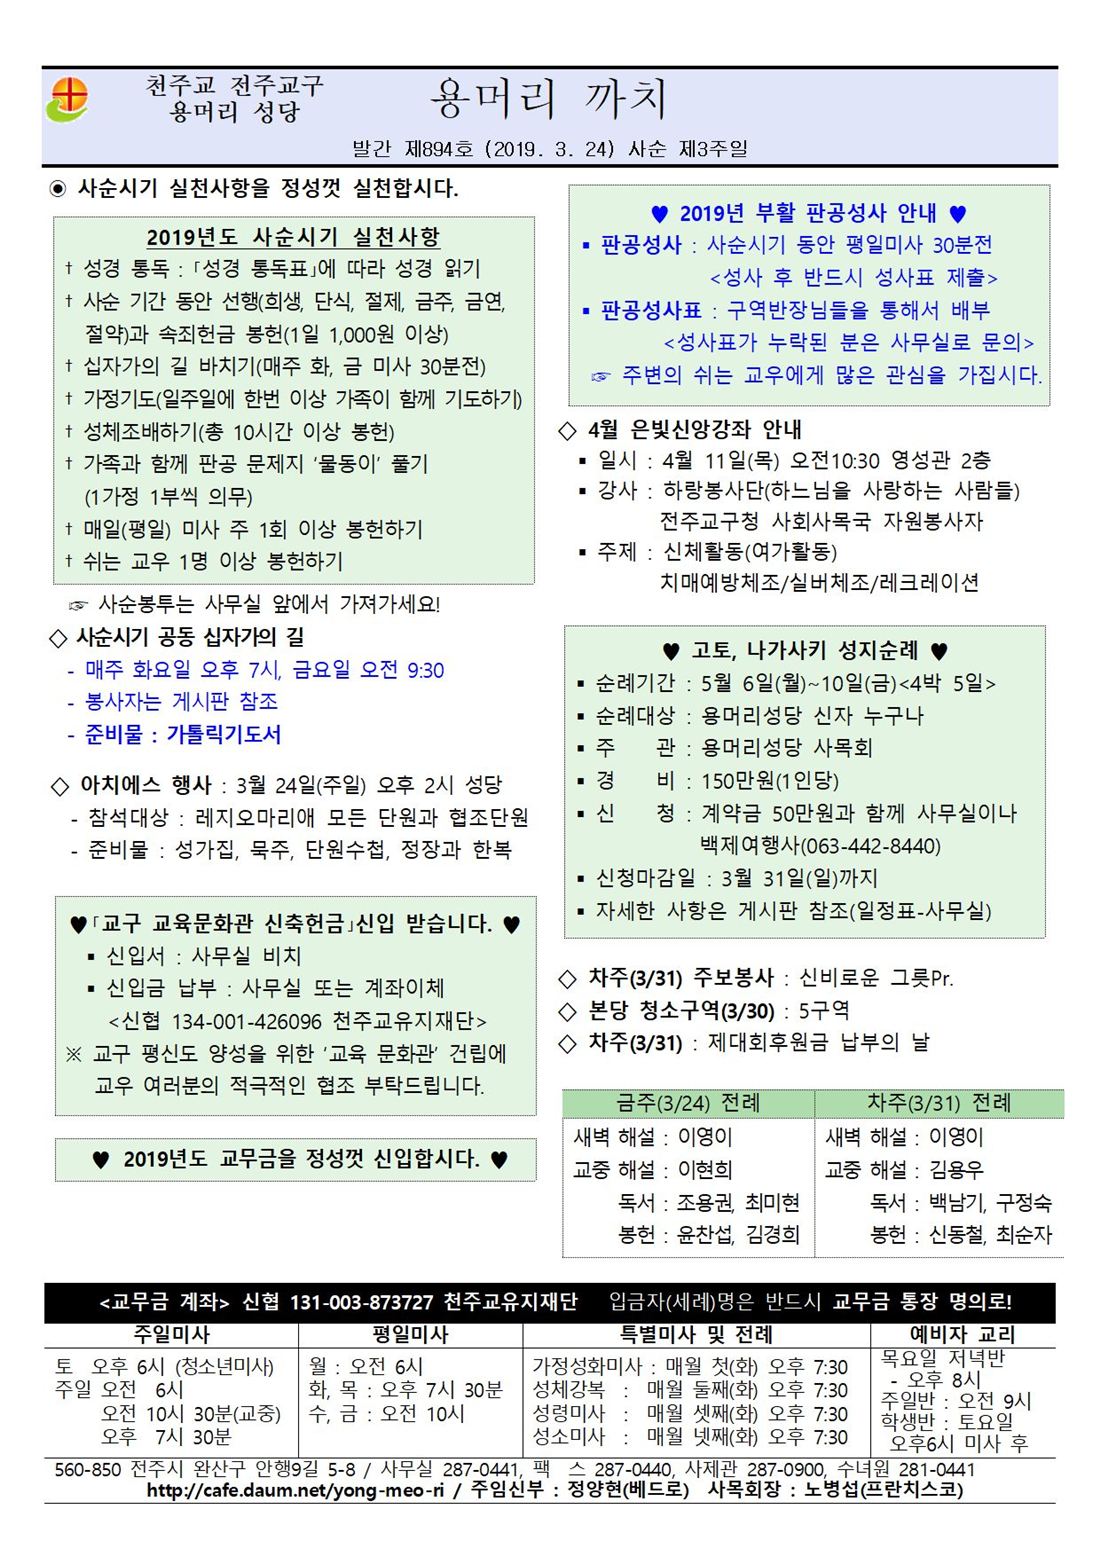 천주교 전주교구
용머리 성당
용머리 까치
발간 제894호 (2019. 3. 24) 사순 제3주일
◉ 사순시기 실천사항을 정성껏 실천합시다.
2019년도 사순시기 실천사항
† 성경 통독 : 「성경 통독표」에 따라 성경 읽기
† 사순 기간 동안 선행(희생, 단식, 절제, 금주, 금연,
절약)과 속죄헌금 봉헌(1일 1,000원 이상)
† 십자가의 길 바치기(매주 화, 금 미사 30분전)
† 가정기도(일주일에 한번 이상 가족이 함께 기도하기)
† 성체조배하기(총 10시간 이상 봉헌)
† 가족과 함께 판공 문제지 ‘물동이’ 풀기
(1가정 1부씩 의무)
† 매일(평일) 미사 주 1회 이상 봉헌하기
† 쉬는 교우 1명 이상 봉헌하기
☞ 사순봉투는 사무실 앞에서 가져가세요!
◇ 사순시기 공동 십자가의 길
- 매주 화요일 오후 7시, 금요일 오전 9:30
- 봉사자는 게시판 참조
- 준비물 : 가톨릭기도서
◇ 아치에스 행사 : 3월 24일(주일) 오후 2시 성당
- 참석대상 : 레지오마리애 모든 단원과 협조단원
- 준비물 : 성가집, 묵주, 단원수첩, 정장과 한복
♥「교구 교육문화관 신축헌금」신입 받습니다. ♥
▪ 신입서 : 사무실 비치
▪ 신입금 납부 : 사무실 또는 계좌이체
<신협 134-001-426096 천주교유지재단>
※ 교구 평신도 양성을 위한 ‘교육 문화관’ 건립에
교우 여러분의 적극적인 협조 부탁드립니다.
♥ 2019년도 교무금을 정성껏 신입합시다. ♥
♥ 2019년 부활 판공성사 안내 ♥
▪ 판공성사 : 사순시기 동안 평일미사 30분전
<성사 후 반드시 성사표 제출>
▪ 판공성사표 : 구역반장님들을 통해서 배부
<성사표가 누락된 분은 사무실로 문의>
☞ 주변의 쉬는 교우에게 많은 관심을 가집시다.
◇ 4월 은빛신앙강좌 안내
▪ 일시 : 4월 11일(목) 오전10:30 영성관 2층
▪ 강사 : 하랑봉사단(하느님을 사랑하는 사람들)
전주교구청 사회사목국 자원봉사자
▪ 주제 : 신체활동(여가활동)
치매예방체조/실버체조/레크레이션
♥ 고토, 나가사키 성지순례 ♥
▪ 순례기간 : 5월 6일(월)~10일(금)<4박 5일>
▪ 순례대상 : 용머리성당 신자 누구나
▪ 주 관 : 용머리성당 사목회
▪ 경 비 : 150만원(1인당)
▪ 신 청 : 계약금 50만원과 함께 사무실이나
백제여행사(063-442-8440)
▪ 신청마감일 : 3월 31일(일)까지
▪ 자세한 사항은 게시판 참조(일정표-사무실)
◇ 차주(3/31) 주보봉사 : 신비로운 그릇Pr.
◇ 본당 청소구역(3/30) : 5구역
◇ 차주(3/31) : 제대회후원금 납부의 날
금주(3/24) 전례 차주(3/31) 전례
새벽 해설 : 이영이 새벽 해설 : 이영이
교중 해설 : 이현희 교중 해설 : 김용우
독서 : 조용권, 최미현 독서 : 백남기, 구정숙
봉헌 : 윤찬섭, 김경희 봉헌 : 신동철, 최순자
<교무금 계좌> 신협 131-003-873727 천주교유지재단 입금자(세례)명은 반드시 교무금 통장 명의로!
주일미사 평일미사 특별미사 및 전례 예비자 교리
토 오후 6시 (청소년미사)
주일 오전 6시
오전 10시 30분(교중)
오후 7시 30분
월 : 오전 6시
화, 목 : 오후 7시 30분
수, 금 : 오전 10시
가정성화미사 : 매월 첫(화) 오후 7:30
성체강복 : 매월 둘째(화) 오후 7:30
성령미사 : 매월 셋째(화) 오후 7:30
성소미사 : 매월 넷째(화) 오후 7:30
목요일 저녁반
- 오후 8시
주일반 : 오전 9시
학생반 : 토요일
오후6시 미사 후
560-850 전주시 완산구 안행9길 5-8 / 사무실 287-0441, 팩 스 287-0440, 사제관 287-0900, 수녀원 281-0441
http://cafe.daum.net/yong-meo-ri / 주임신부 : 정양현(베드로) 사목회장 : 노병섭(프란치스코)